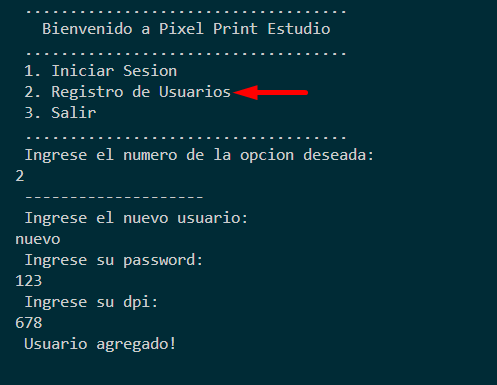 ...................................
Bienvenido a Pixel Print Estudio
...................................
1. Iniciar Sesion
2. Registro de Usuarios
3. Salir
...................................
Ingrese el numero de la opcion deseada:
2
--------------------
Ingrese el nuevo usuario:
nuevo
Ingrese su password:
123
Ingrese su dpi:
678
Usuario agregado!